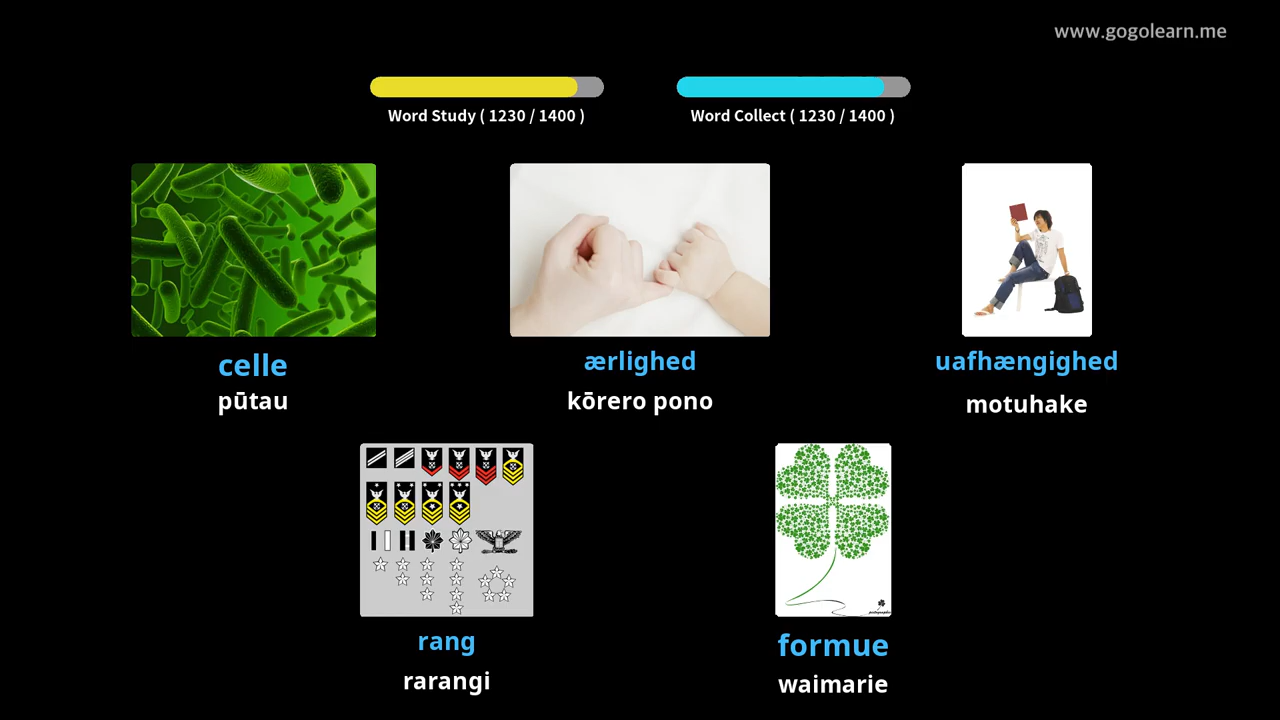 www.gogolearn.me
Word Study ( 1230 / 1400 )
Word Collect ( 1230 / 1400 )
celle
pūtau
ærlighed
kōrero pono
uafhængighed
motuhake
rang
rarangi
formue
waimarie